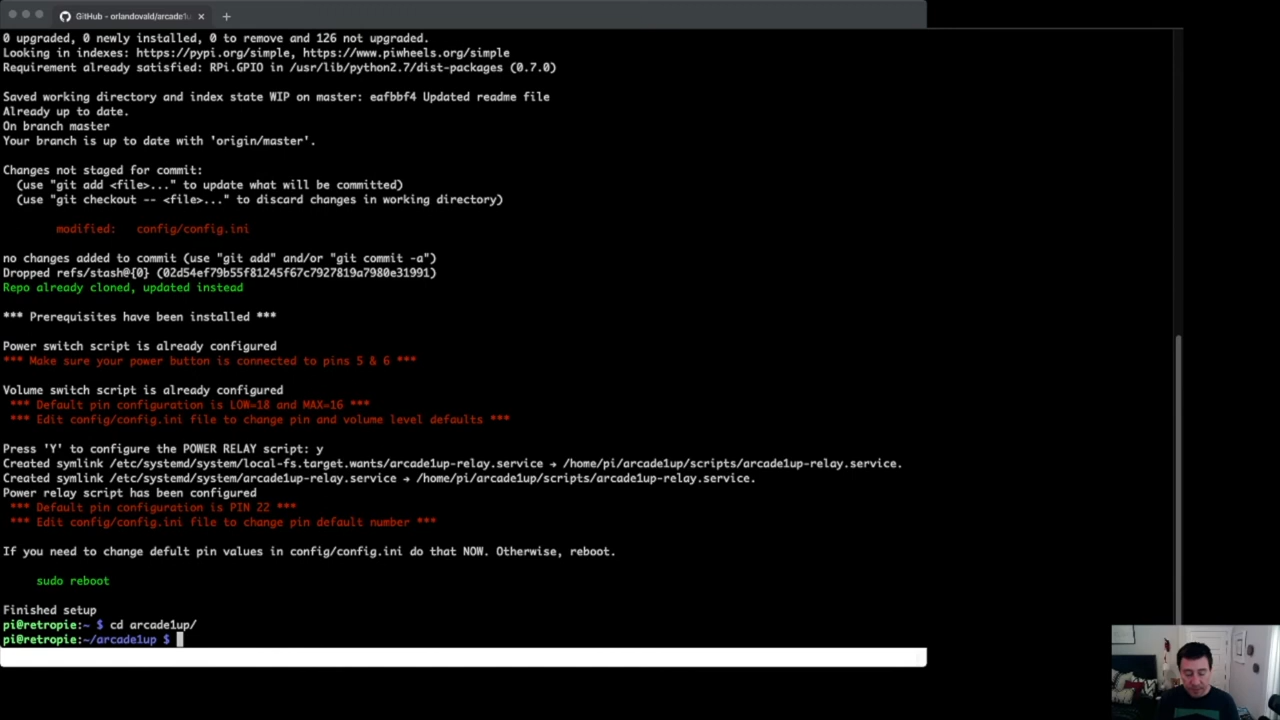 GitHub - orlandovald/arcade1u
0 upgraded, 0 newly installed, 0 to remove and 126 not upgraded.
Looking in indexes: https://pypi.org/simple, https://www.piwheels.org/simple
Requirement already satisfied: RPi.GPIO in /usr/lib/python2.7/dist-packages (0.7.0)
Saved working directory and index state WIP on master: eafbbf4 Updated readme file
Already up to date.
On branch master
Your branch is up to date with 'origin/master'.
Changes not staged for commit:
(use "git add <file>..." to update what will be committed)
(use "git checkout -- <file>..." to discard changes in working directory)
modified: config/config.ini
no changes added to commit (use "git add" and/or "git commit -a")
Dropped refs/stash@{0} (02d54ef79b55f81245f67c7927819a7980e31991)
Repo already cloned, updated instead
*** Prerequisites have been installed ***
Power switch script is already configured
*** Make sure your power button is connected to pins 5 & 6 ***
Volume switch script is already configured
*** Default pin configuration is LOW=18 and MAX=16 ***
*** Edit config/config.ini file to change pin and volume level defaults ***
Press 'Y' to configure the POWER RELAY script: y
Created symlink /etc/systemd/system/local-fs.target.wants/arcade1up-relay.service → /home/pi/arcade1up/scripts/arcade1up-relay.service.
Created symlink /etc/systemd/system/arcade1up-relay.service → /home/pi/arcade1up/scripts/arcade1up-relay.service.
Power relay script has been configured
*** Default pin configuration is PIN 22 ***
*** Edit config/config.ini file to change pin default number ***
If you need to change defult pin values in config/config.ini do that NOW. Otherwise, reboot.
sudo reboot
Finished setup
pi@retropie:~ $ cd arcade1up/
pi@retropie:~/arcade1up $